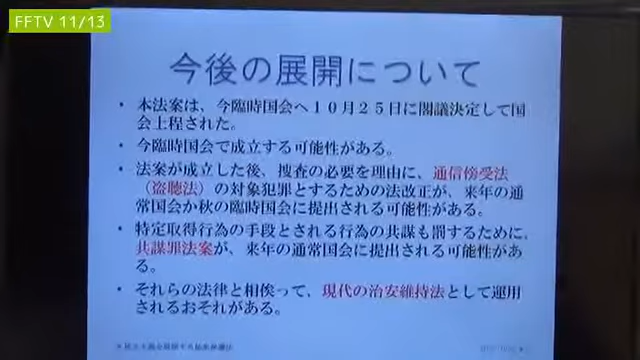 FFTV 11/13
今後の展開について
• 本法案は、今臨時国会へ１０月２５日に閣議決定して国
会上程された。
• 今臨時国会で成立する可能性がある。
• 法案が成立した後、捜査の必要を理由に、通信傍受法
（盗聴法）の対象犯罪とするための法改正が、来年の通
常国会か秋の臨時国会に提出される可能性がある。
• 特定取得行為の手段とされる行為の共謀も罰するために、
共謀罪法案が、来年の通常国会に提出される可能性があ
る。
• それらの法律と相俟って、現代の治安維持法として運用
されるおそれがある。